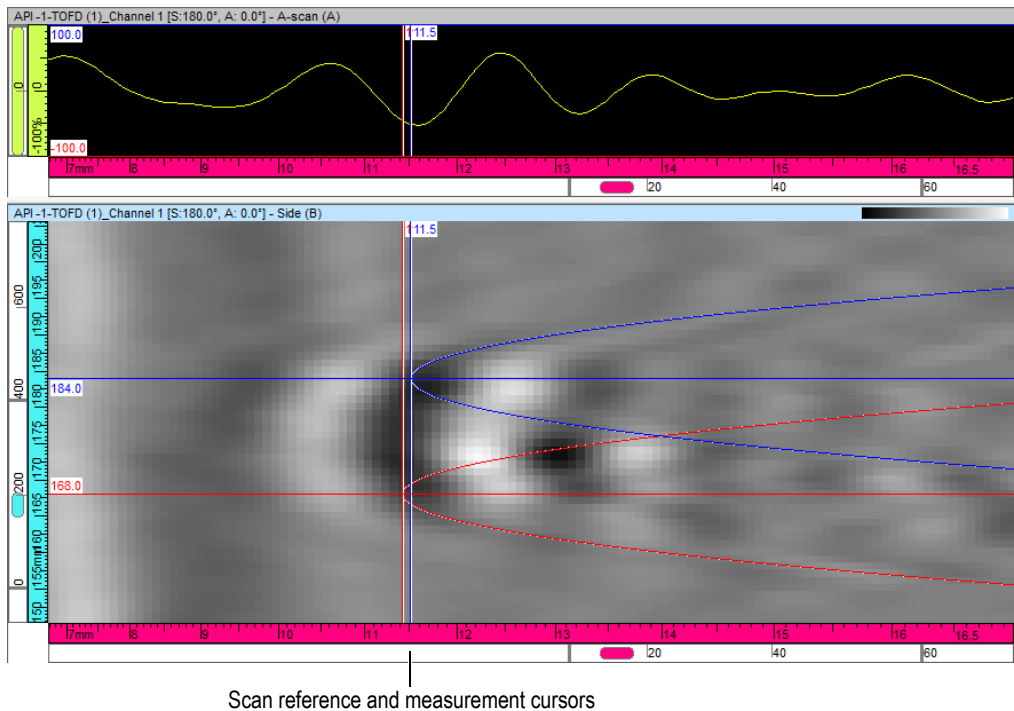 API -1-TOFD (1)_Channel 1 [S:180.0°, A: 0.0°] - A-scan (A)
100.0
11.5
0
0
-100%
-100.0
7mm 8 9 10 11 12 13 14 15 16 16.5
20 40 60
API -1-TOFD (1)_Channel 1 [S:180.0°, A: 0.0°] - Side (B)
11.5
600 400 200 0
200 195 190 185 180 175 170 165 160 155mm 150
184.0
168.0
7mm 8 9 10 11 12 13 14 15 16 16.5
20 40 60
Scan reference and measurement cursors